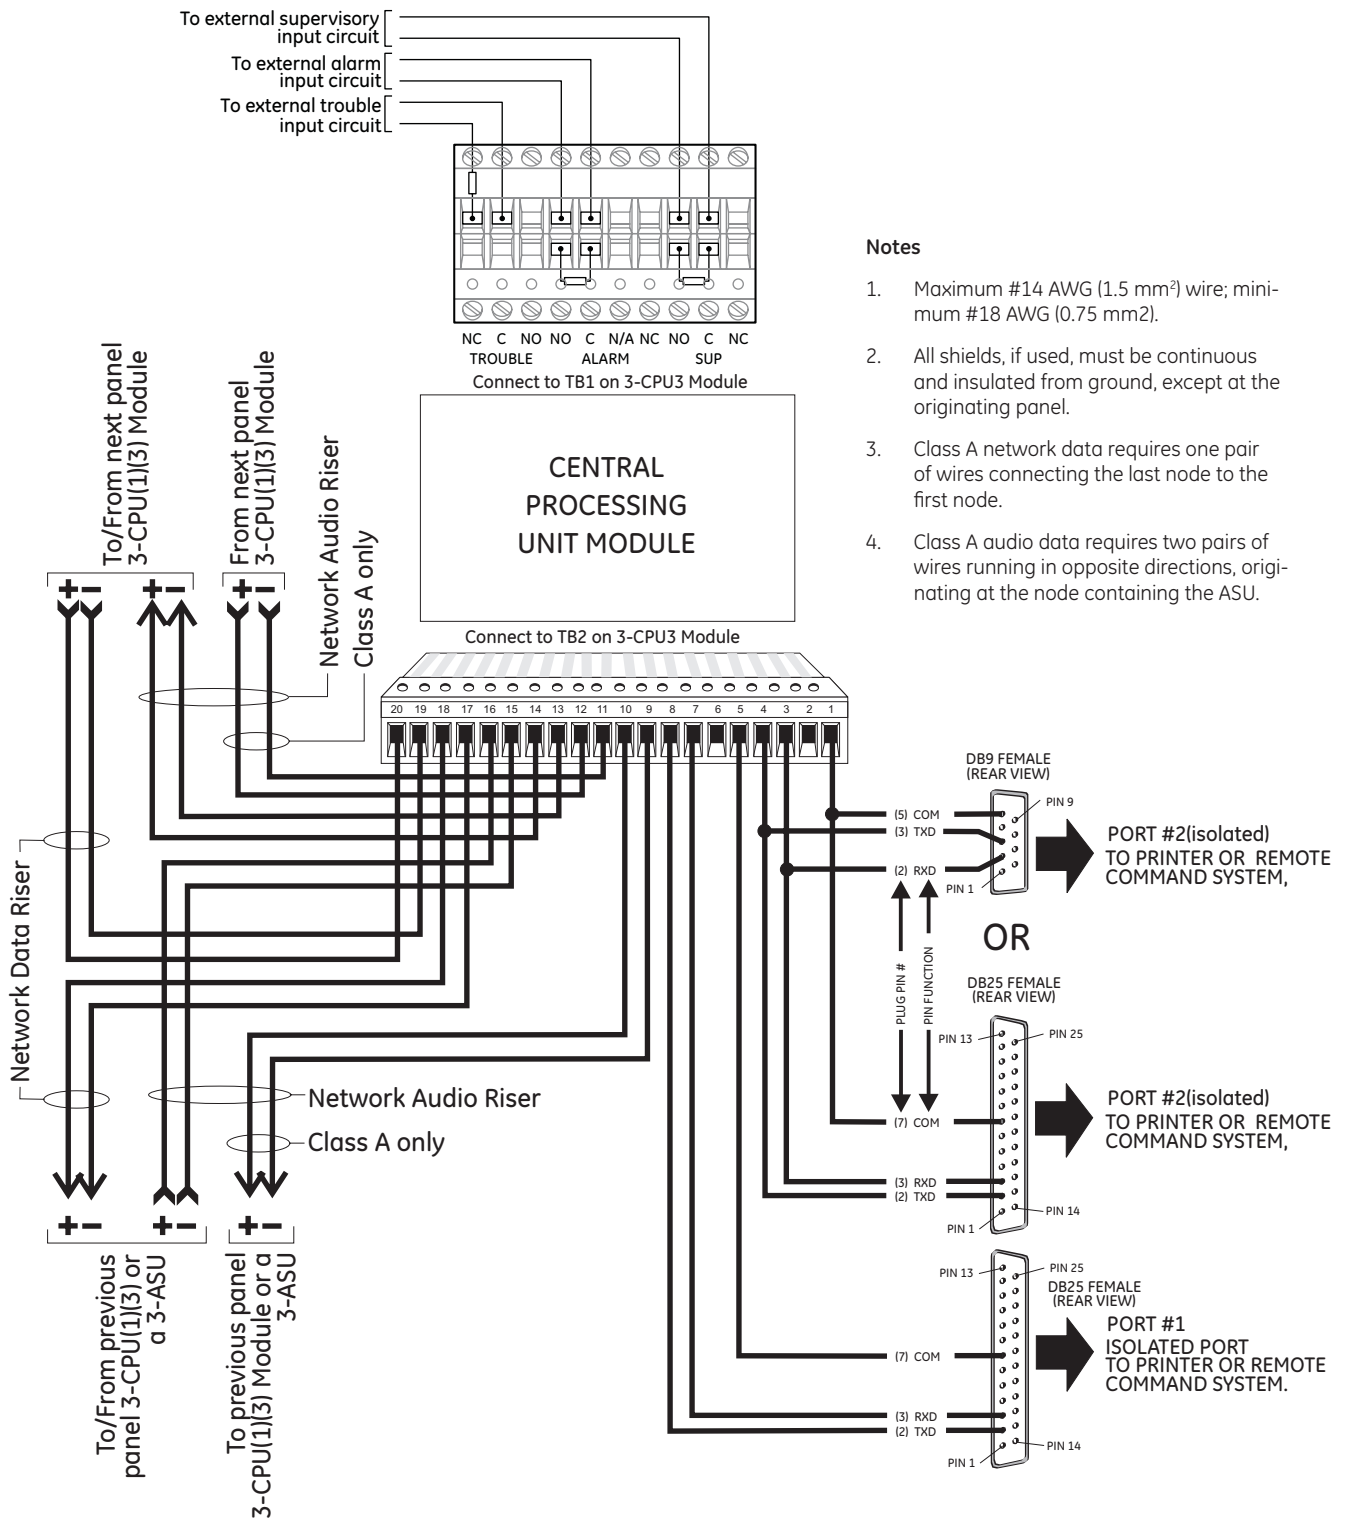 To external supervisory
input circuit
To external alarm
input circuit
To external trouble
input circuit
NC C NO NO C N/A NC NO C NC
TROUBLE ALARM SUP
Connect to TB1 on 3-CPU3 Module
CENTRAL
PROCESSING
UNIT MODULE
Connect to TB2 on 3-CPU3 Module
Notes
1. Maximum #14 AWG (1.5 mm²) wire; mini-
mum #18 AWG (0.75 mm2).
2. All shields, if used, must be continuous
and insulated from ground, except at the
originating panel.
3. Class A network data requires one pair
of wires connecting the last node to the
first node.
4. Class A audio data requires two pairs of
wires running in opposite directions, origi-
nating at the node containing the ASU.
To/From next panel
3-CPU(1)(3) Module
From next panel
3-CPU(1)(3) Module
Network Audio Riser
Class A only
+ − + − + −
20 19 18 17 16 15 14 13 12 11 10 9 8 7 6 5 4 3 2 1
DB9 FEMALE
(REAR VIEW)
PIN 9
(5) COM
(3) TXD
(2) RXD
PIN 1
PORT #2(isolated)
TO PRINTER OR REMOTE
COMMAND SYSTEM,
OR
PLUG PIN #
PIN FUNCTION
DB25 FEMALE
(REAR VIEW)
PIN 13
PIN 25
(7) COM
(3) RXD
(2) TXD
PIN 14
PIN 1
PORT #2(isolated)
TO PRINTER OR REMOTE
COMMAND SYSTEM,
Network Data Riser
Network Audio Riser
Class A only
+ − + − + −
To/From previous
panel 3-CPU(1)(3) or
a 3-ASU
To previous panel
3-CPU(1)(3) Module or a
3-ASU
PIN 13
PIN 25
DB25 FEMALE
(REAR VIEW)
(7) COM
(3) RXD
(2) TXD
PIN 14
PIN 1
PORT #1
ISOLATED PORT
TO PRINTER OR REMOTE
COMMAND SYSTEM.